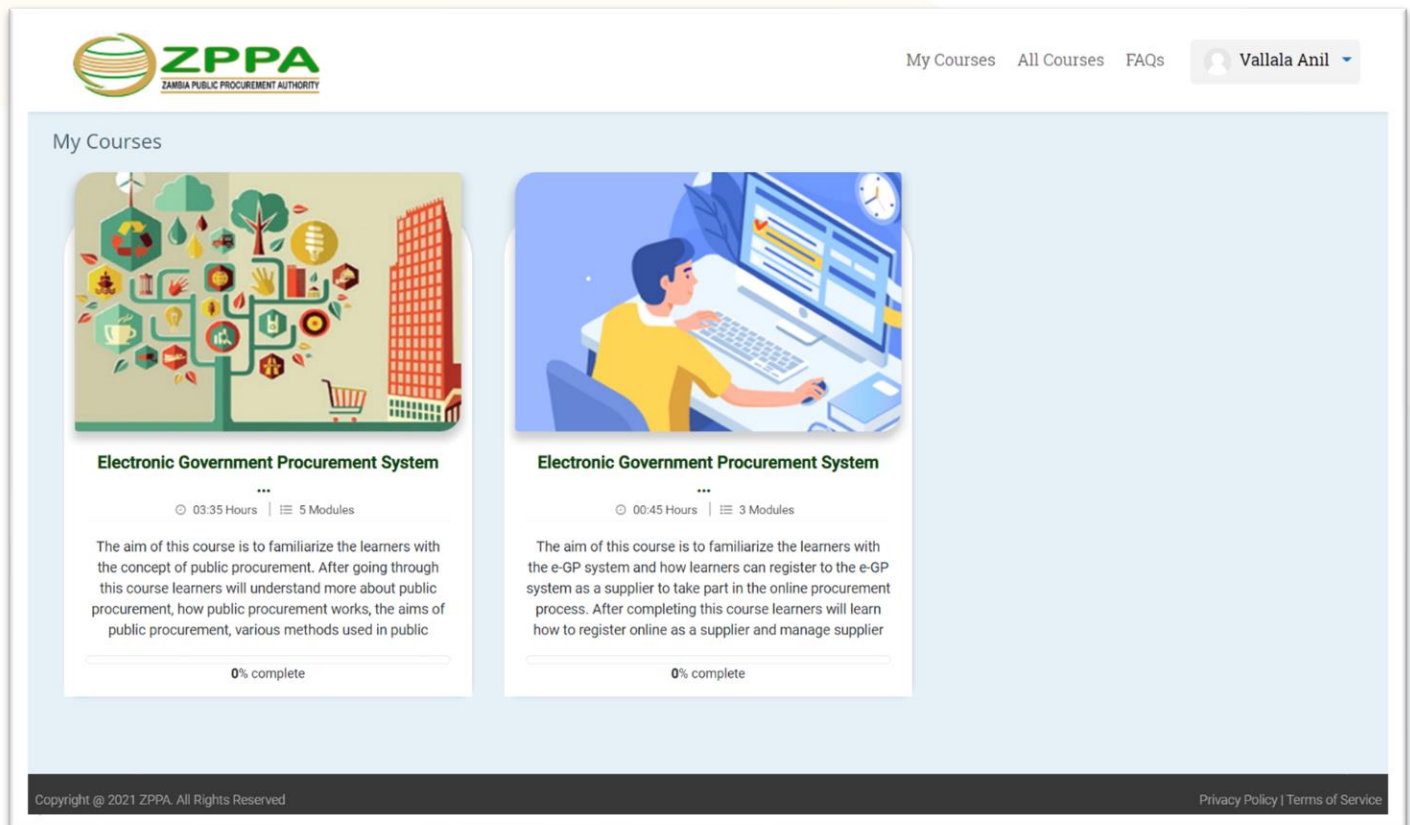 ZPPA
ZAMBIA PUBLIC PROCUREMENT AUTHORITY
My Courses All Courses FAQs Vallala Anil
My Courses
Electronic Government Procurement System
...
03:35 Hours | 5 Modules
The aim of this course is to familiarize the learners with
the concept of public procurement. After going through
this course learners will understand more about public
procurement, how public procurement works, the aims of
public procurement, various methods used in public
0% complete
Electronic Government Procurement System
...
00:45 Hours | 3 Modules
The aim of this course is to familiarize the learners with
the e-GP system and how learners can register to the e-GP
system as a supplier to take part in the online procurement
process. After completing this course learners will learn
how to register online as a supplier and manage supplier
0% complete
Copyright @ 2021 ZPPA. All Rights Reserved
Privacy Policy | Terms of Service